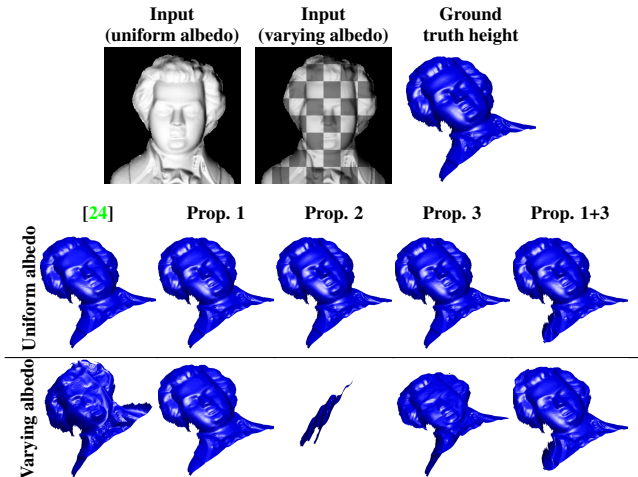 Input Input Ground
(uniform albedo) (varying albedo) truth height
[24] Prop. 1 Prop. 2 Prop. 3 Prop. 1+3
Uniform albedo
Varying albedo